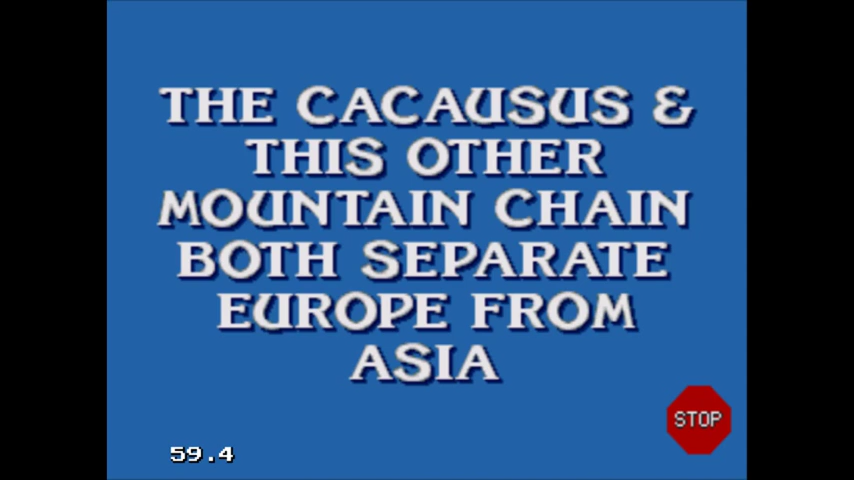 THE CACAUSUS &
THIS OTHER
MOUNTAIN CHAIN
BOTH SEPARATE
EUROPE FROM
ASIA
STOP
59.4